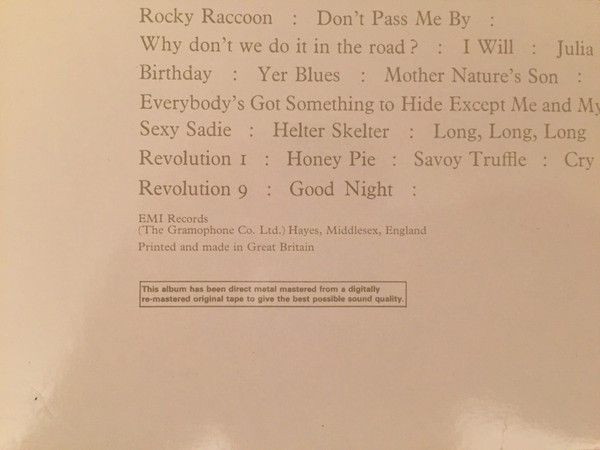 Rocky Raccoon : Don't Pass Me By :
Why don't we do it in the road? : I Will : Julia
Birthday : Yer Blues : Mother Nature's Son :
Everybody's Got Something to Hide Except Me and My
Sexy Sadie : Helter Skelter : Long, Long, Long
Revolution 1 : Honey Pie : Savoy Truffle : Cry
Revolution 9 : Good Night :
EMI Records
(The Gramophone Co. Ltd.) Hayes, Middlesex, England
Printed and made in Great Britain
This album has been direct metal mastered from a digitally
re-mastered original tape to give the best possible sound quality.